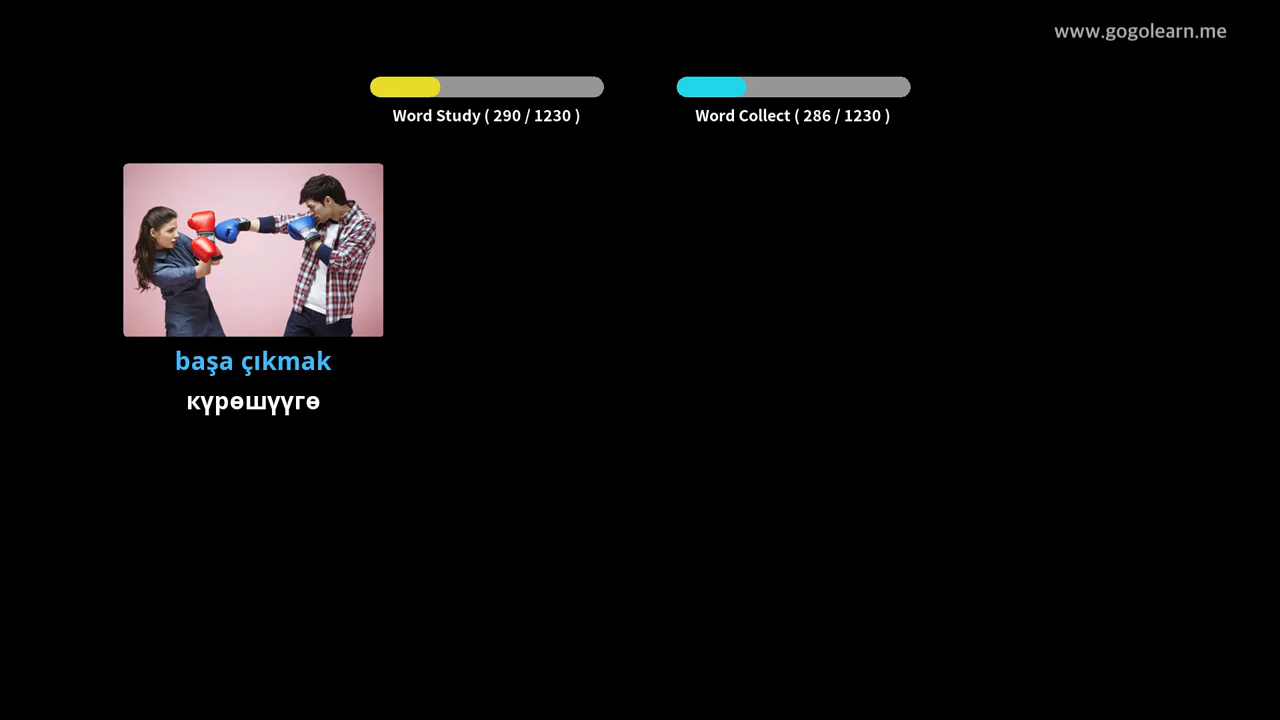 www.gogolearn.me
Word Study ( 290 / 1230 )
Word Collect ( 286 / 1230 )
başa çıkmak
күрөшүүгө